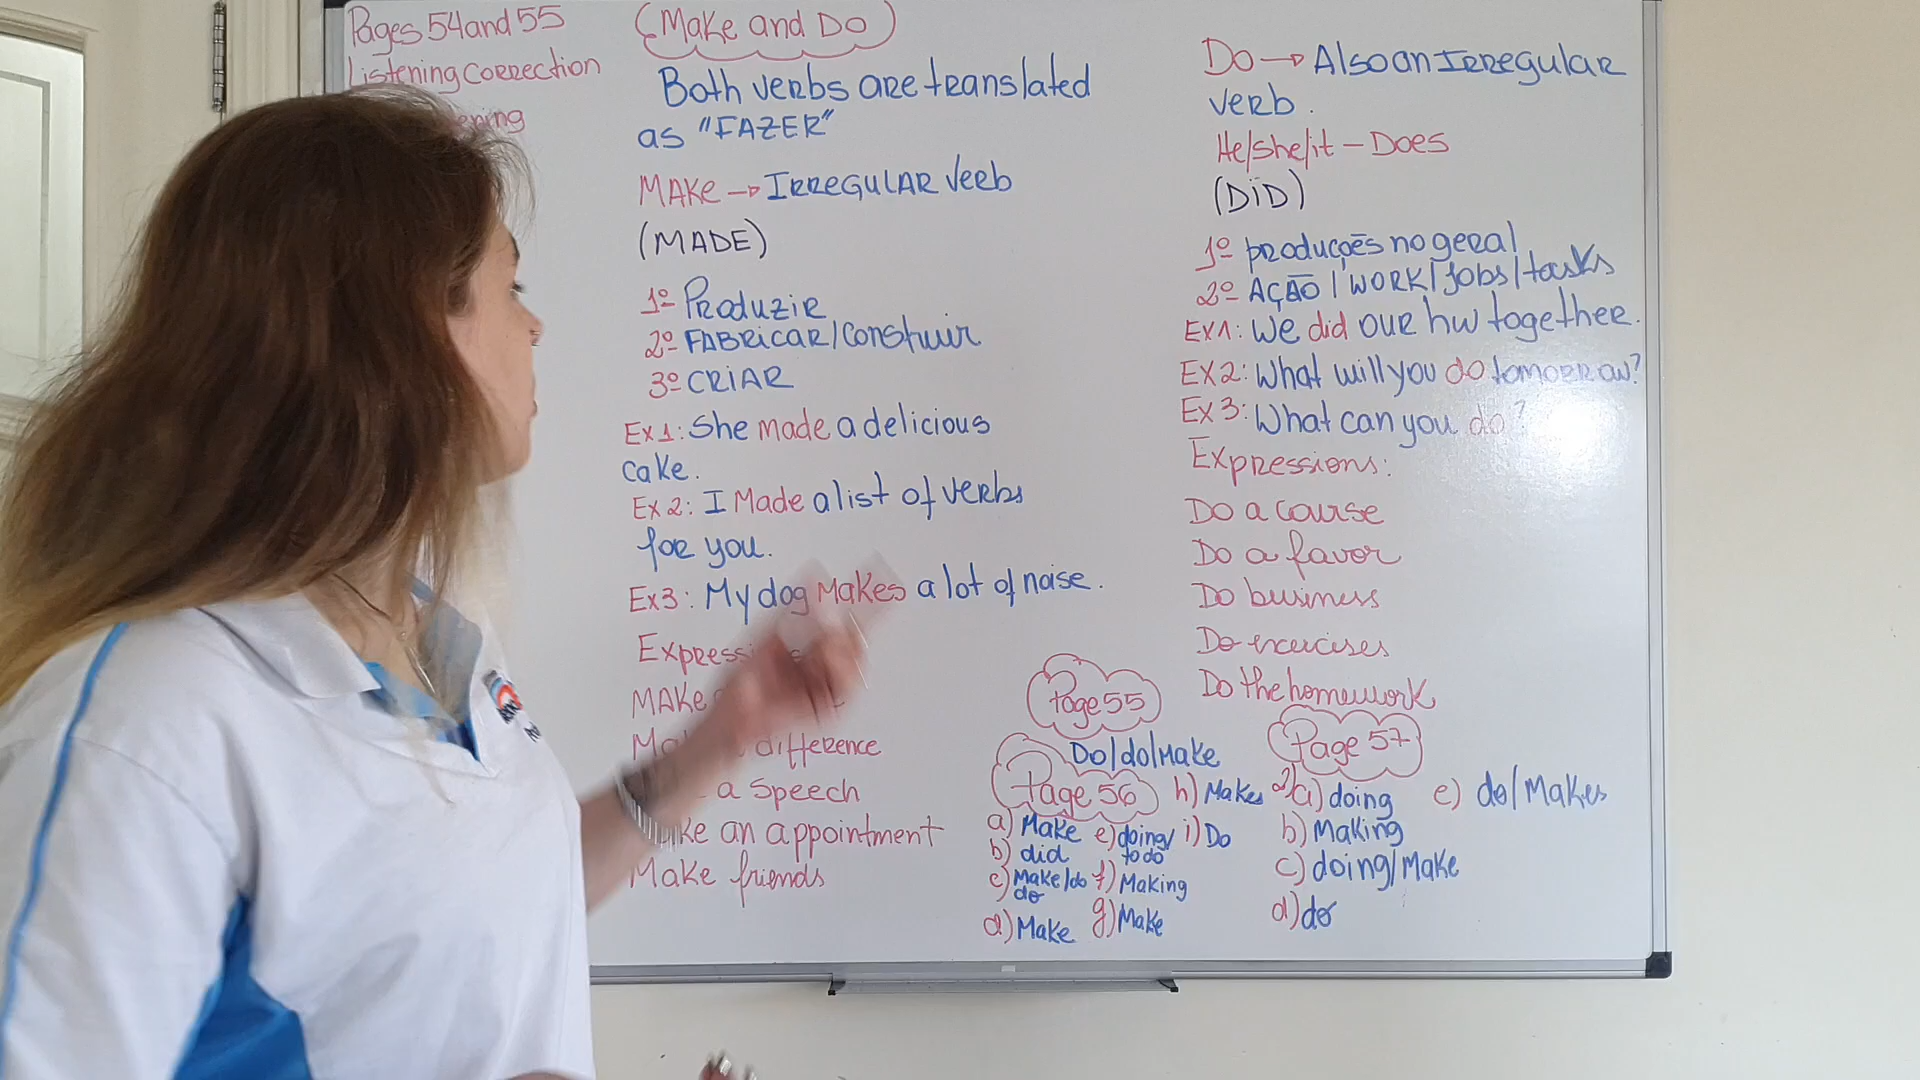 Pages 54 and 55
Listening Correction
Make and Do
Both verbs are translated
as "FAZER"
MAKE → IRREGULAR verb
(MADE)
1º Produzir
2º FABRICAR/Construir
3º CRIAR
Ex1: She made a delicious
cake.
Ex2: I Made a list of verbs
for you.
Ex3: My dog Makes a lot of noise.
MAKE
difference
a Speech
an appointment
Make friends
Do → Also an Irregular
verb.
He/she/it - Does
(DID)
1º produções no geral
2º AÇÃO/WORK/Jobs/tasks
EX1: We did our hw together.
EX2: What will you do tomorrow?
Ex3: What can you do?
Expressions:
Do a course
Do a favor
Do business
Do exercises
Do the homework
Page 55
Do/do/Make
Page 56
a) Make
b) did
c) Make/do
do
d) Make
e) doing/
to do
f) Making
g) Make
h) Makes
i) Do
Page 57
2) a) doing
b) Making
c) doing/Make
d) do
e) do/Makes